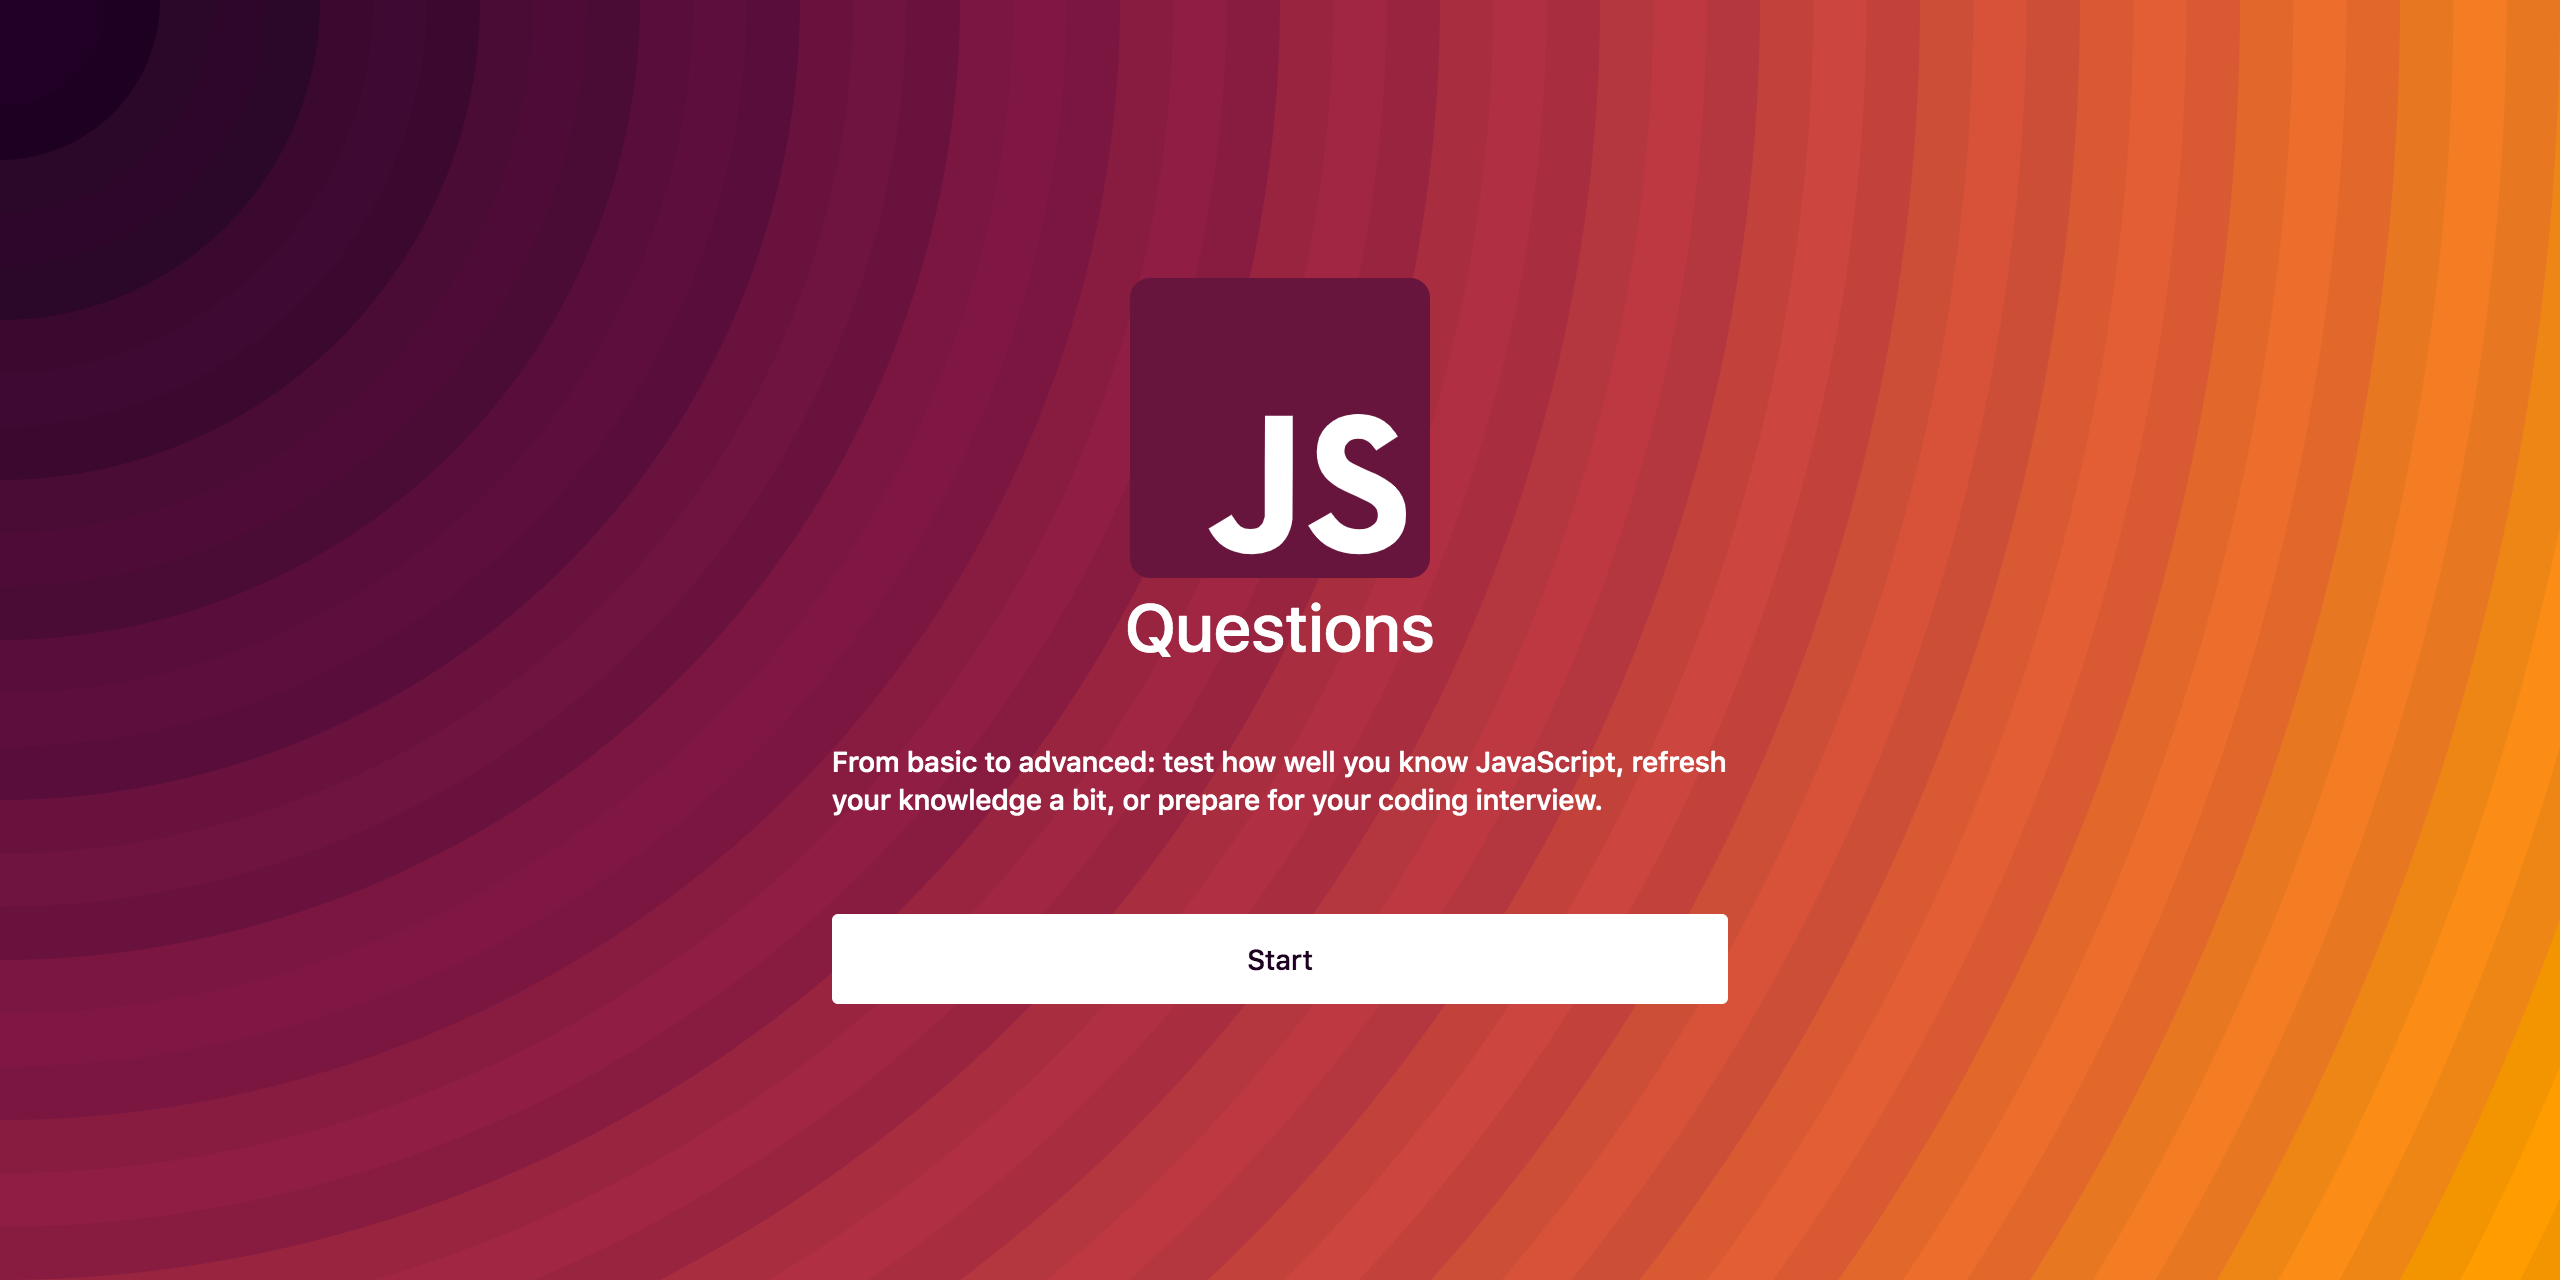 JS
Questions
From basic to advanced: test how well you know JavaScript, refresh
your knowledge a bit, or prepare for your coding interview.
Start